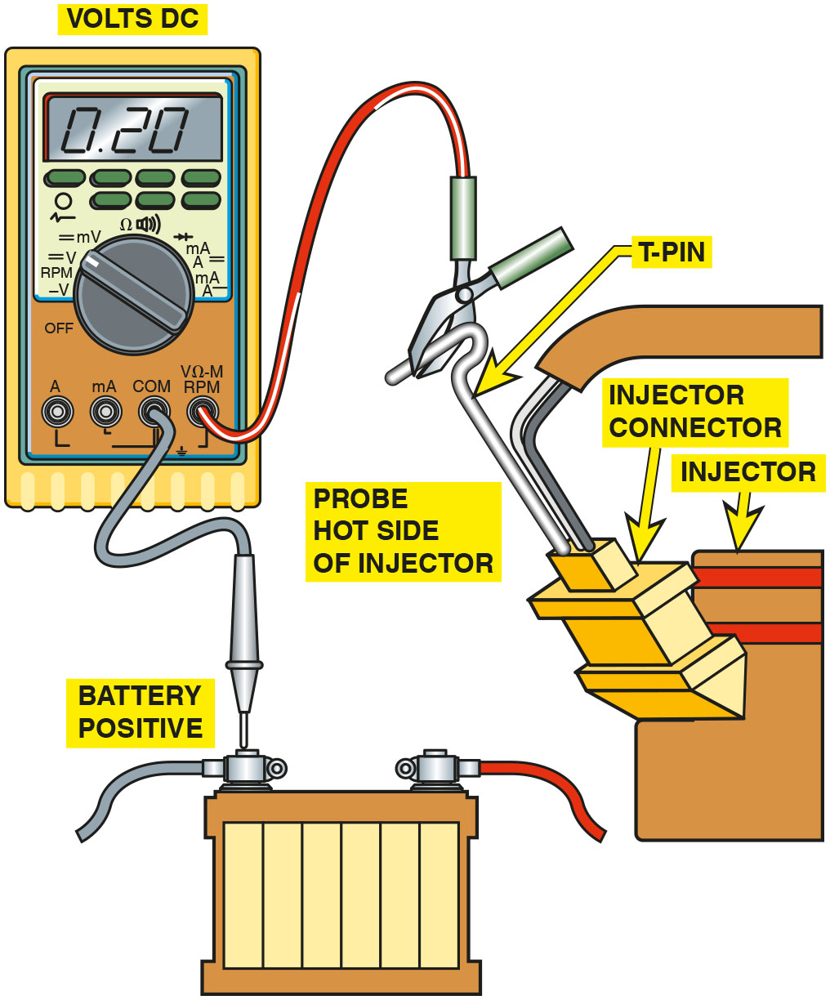 VOLTS DC
0.20
Ω
mV
mA
A
V
RPM
mA
–V
A
OFF
VΩ-M
A
mA
COM
RPM
T-PIN
INJECTOR
CONNECTOR
INJECTOR
PROBE
HOT SIDE
OF INJECTOR
BATTERY
POSITIVE